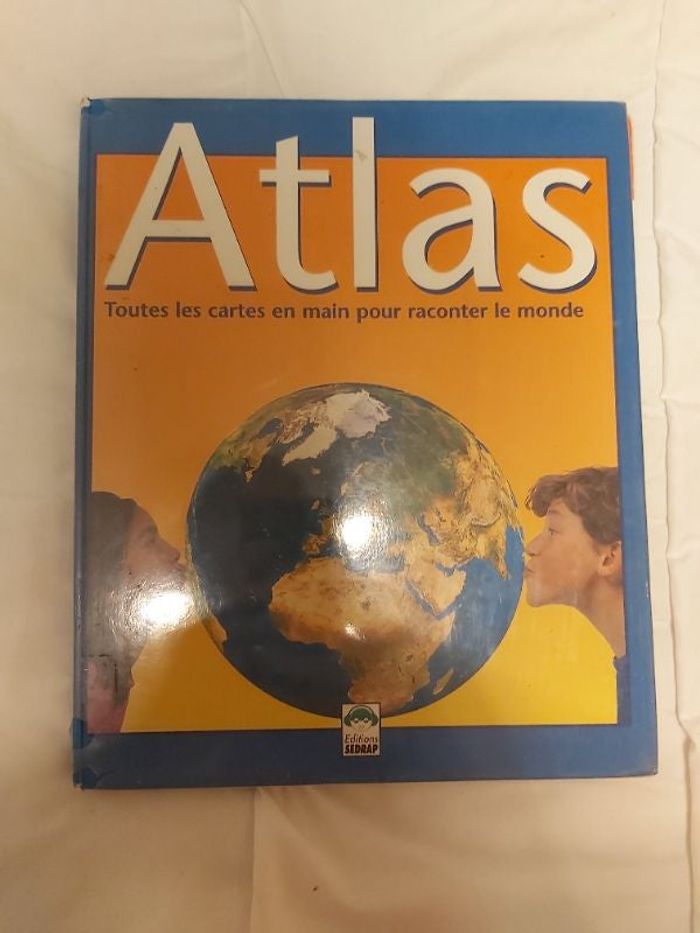 Atlas
Toutes les cartes en main pour raconter le monde
Editions
SEDRAP